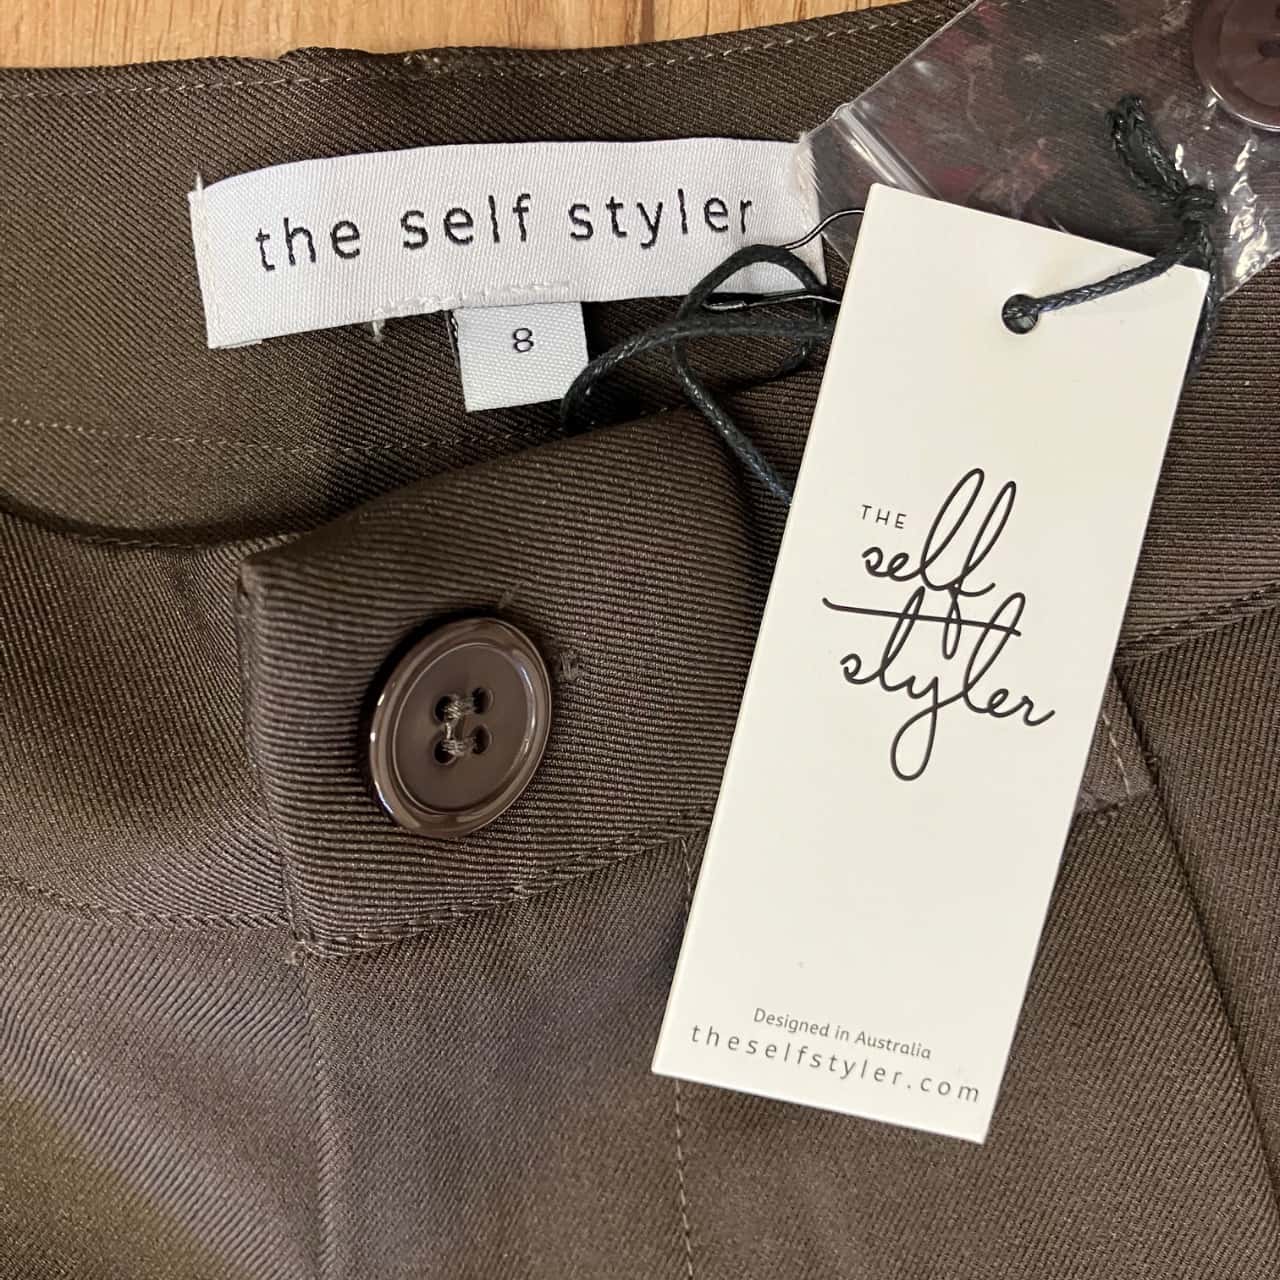 the self styler
8
THE
self
styler
Designed in Australia
theselfstyler.com